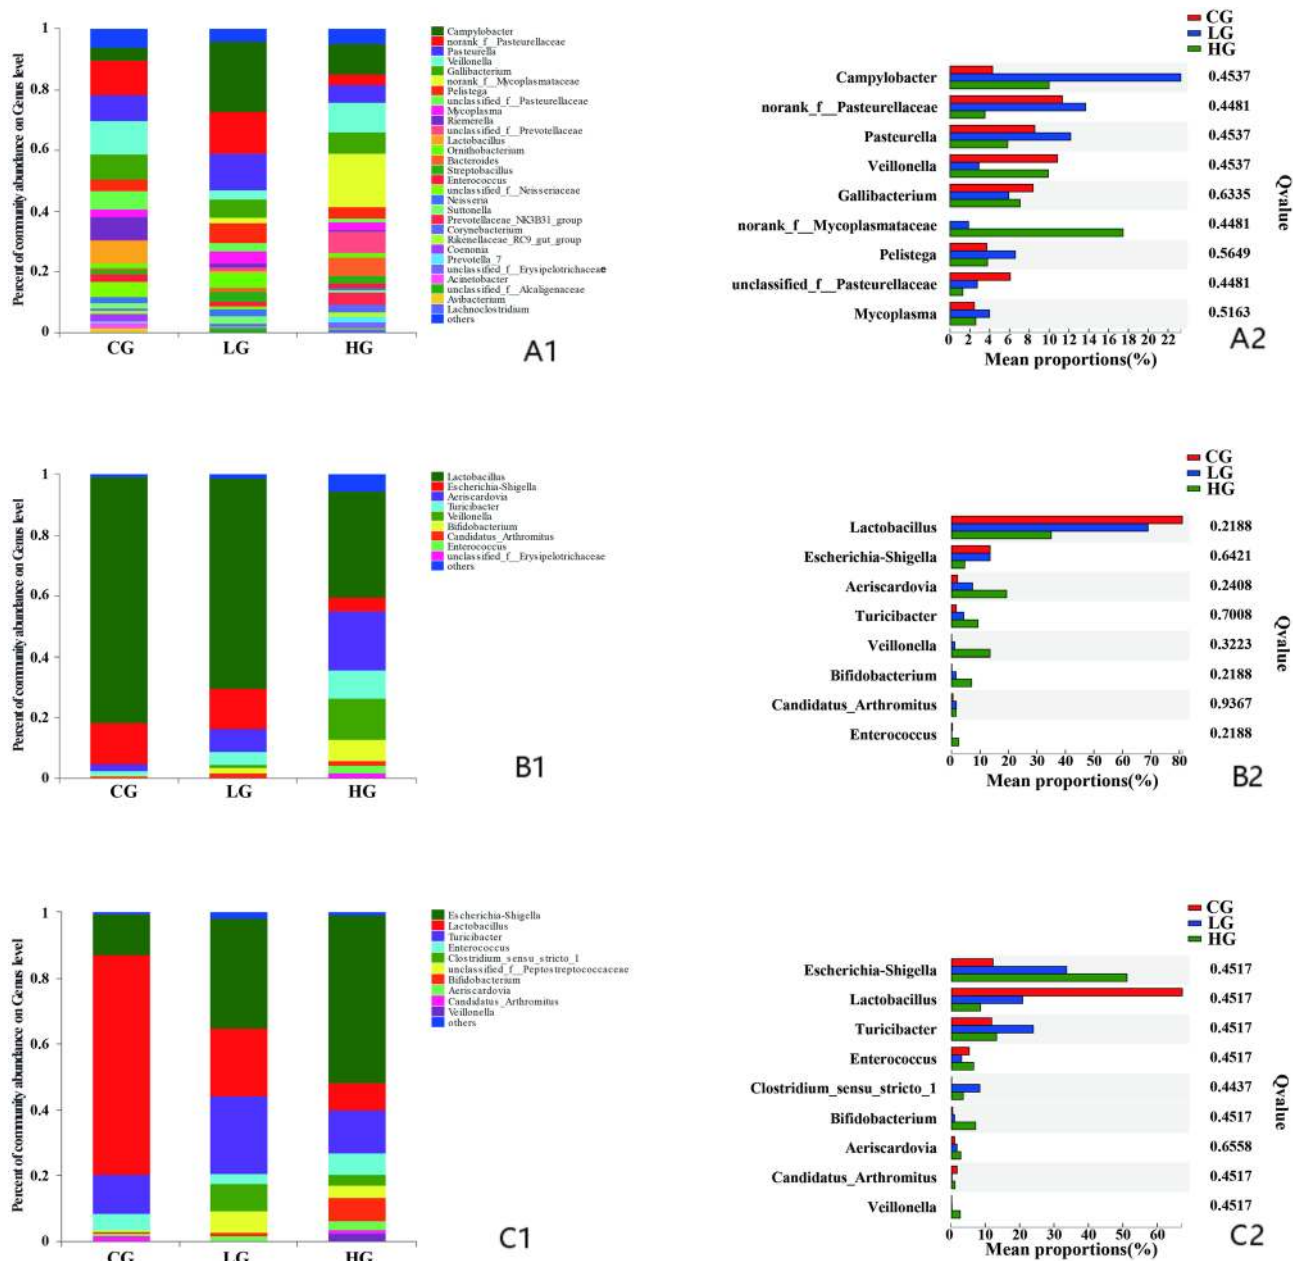 Percent of community abundance on Genus level
1
0.8
0.6
0.4
0.2
0
CG
LG
HG
Campylobacter
norank_f__Pasteurellaceae
Pasteurella
Veillonella
Gallibacterium
norank_f__Mycoplasmataceae
Pelistega
unclassified_f__Pasteurellaceae
Mycoplasma
Riemerella
unclassified_f__Prevotellaceae
Lactobacillus
Ornithobacterium
Bacteroides
Streptobacillus
Enterococcus
unclassified_f__Neisseriaceae
Neisseria
Suttonella
Prevotellaceae_NK3B31_group
Corynebacterium
Rikenellaceae_RC9_gut_group
Coenonia
Prevotella_7
unclassified_f__Erysipelotrichaceae
Acinetobacter
unclassified_f__Alcaligenaceae
Avibacterium
Lachnoclostridium
others
A1
CG
LG
HG
Campylobacter 0.4537
norank_f__Pasteurellaceae 0.4481
Pasteurella 0.4537
Veillonella 0.4537
Gallibacterium 0.6335
norank_f__Mycoplasmataceae 0.4481
Pelistega 0.5649
unclassified_f__Pasteurellaceae 0.4481
Mycoplasma 0.5163
Qvalue
0 2 4 6 8 10 12 14 16 18 20 22
Mean proportions(%)
A2
Percent of community abundance on Genus level
1
0.8
0.6
0.4
0.2
0
CG
LG
HG
Lactobacillus
Escherichia-Shigella
Aeriscardovia
Turicibacter
Veillonella
Bifidobacterium
Candidatus_Arthromitus
Enterococcus
unclassified_f__Erysipelotrichaceae
others
B1
CG
LG
HG
Lactobacillus 0.2188
Escherichia-Shigella 0.6421
Aeriscardovia 0.2408
Turicibacter 0.7008
Veillonella 0.3223
Bifidobacterium 0.2188
Candidatus_Arthromitus 0.9367
Enterococcus 0.2188
Qvalue
0 10 20 30 40 50 60 70 80
Mean proportions(%)
B2
Percent of community abundance on Genus level
1
0.8
0.6
0.4
0.2
0
CG
LG
HG
Escherichia-Shigella
Lactobacillus
Turicibacter
Enterococcus
Clostridium_sensu_stricto_1
unclassified_f__Peptostreptococcaceae
Bifidobacterium
Aeriscardovia
Candidatus_Arthromitus
Veillonella
others
C1
CG
LG
HG
Escherichia-Shigella 0.4517
Lactobacillus 0.4517
Turicibacter 0.4517
Enterococcus 0.4517
Clostridium_sensu_stricto_1 0.4437
Bifidobacterium 0.4517
Aeriscardovia 0.6558
Candidatus_Arthromitus 0.4517
Veillonella 0.4517
Qvalue
0 10 20 30 40 50 60
Mean proportions(%)
C2